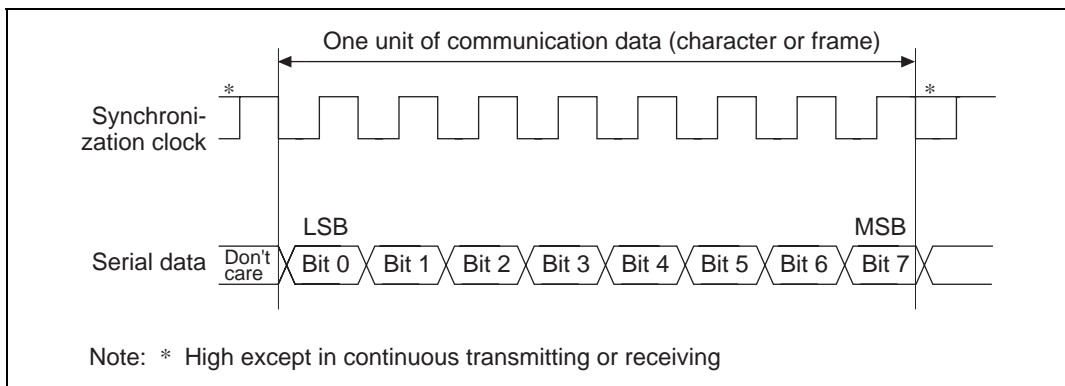 One unit of communication data (character or frame)
*
*
Synchroni-
zation clock
LSB
MSB
Serial data
Don't
care
Bit 0
Bit 1
Bit 2
Bit 3
Bit 4
Bit 5
Bit 6
Bit 7
Note: * High except in continuous transmitting or receiving